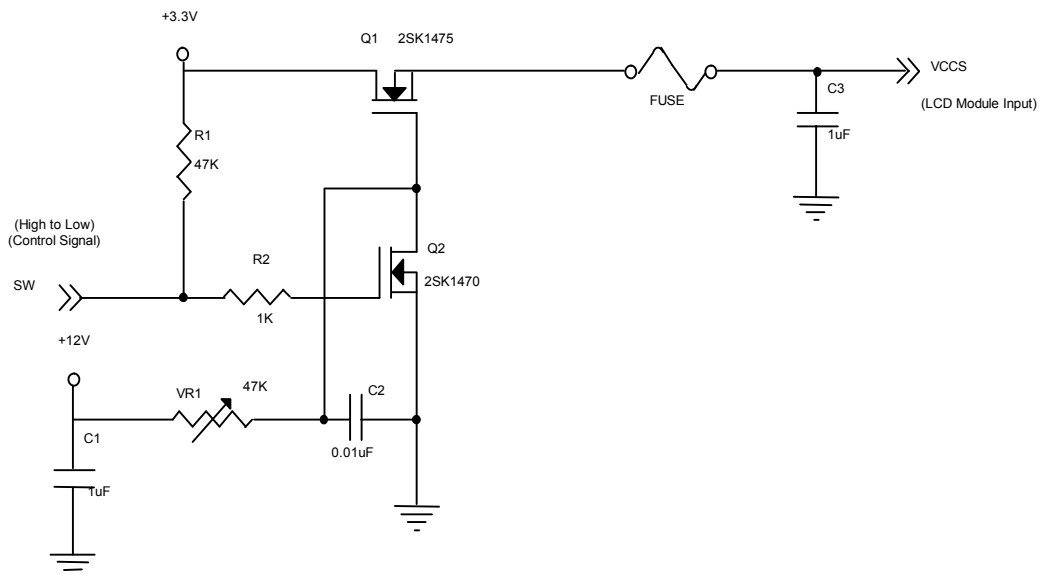 +3.3V
Q1 2SK1475
VCCS
FUSE
C3
(LCD Module Input)
1uF
R1
47K
(High to Low)
(Control Signal)
Q2
R2
SW
2SK1470
1K
+12V
VR1
47K
C2
C1
0.01uF
1uF